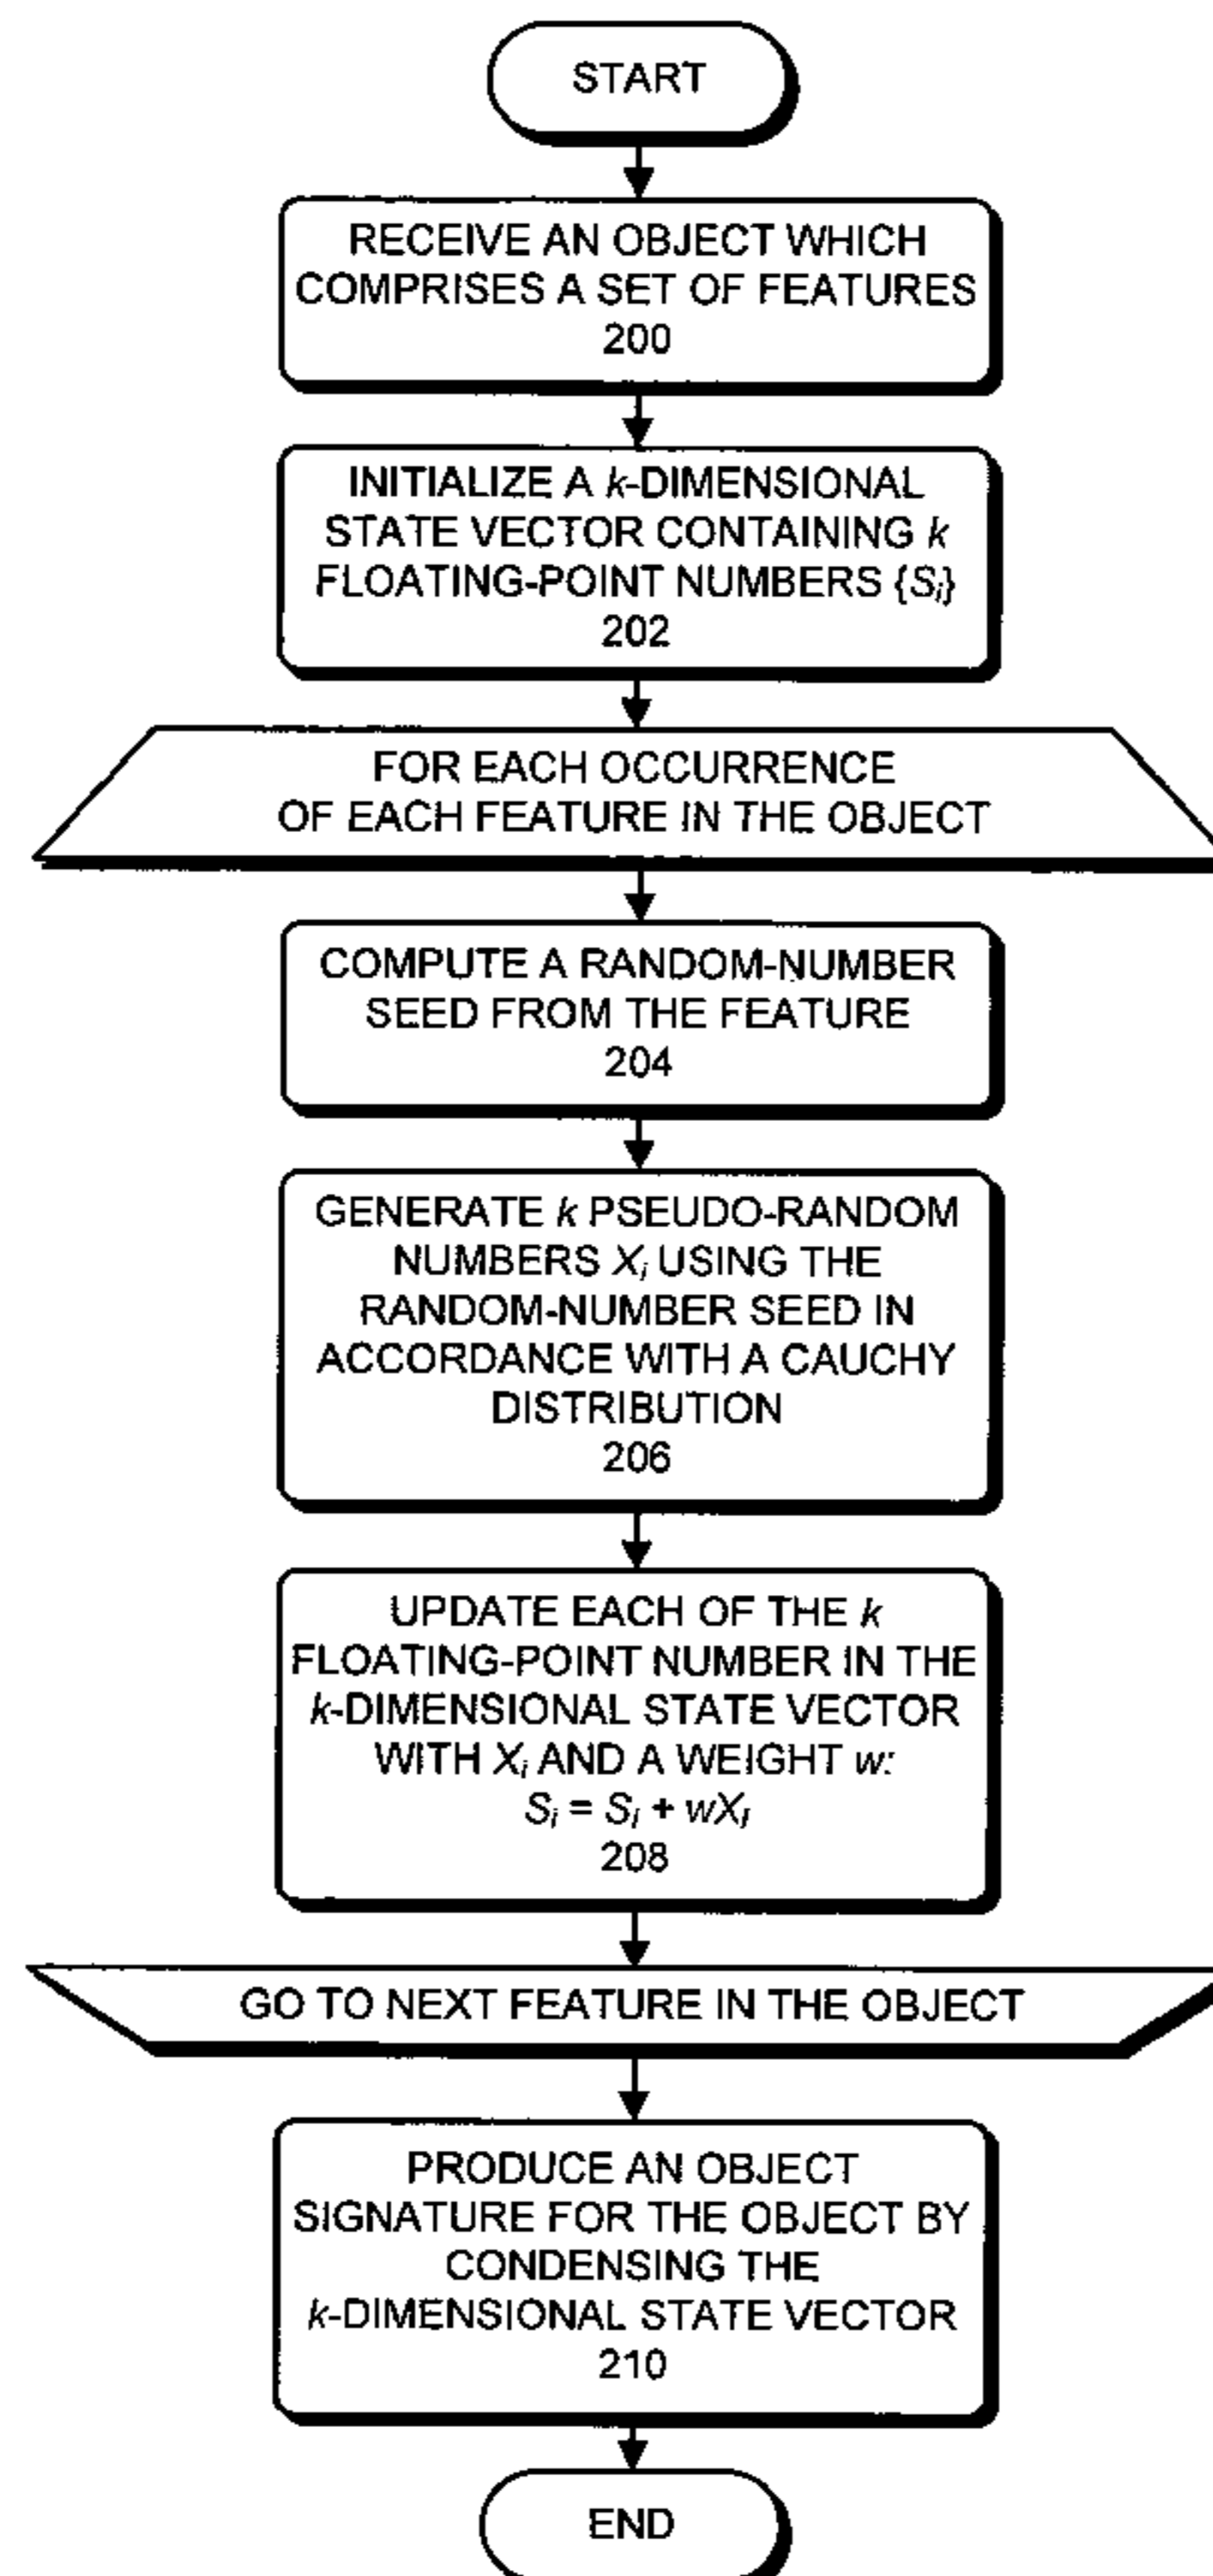 START
RECEIVE AN OBJECT WHICH
COMPRISES A SET OF FEATURES
200
INITIALIZE A k-DIMENSIONAL
STATE VECTOR CONTAINING k
FLOATING-POINT NUMBERS {Si}
202
FOR EACH OCCURRENCE
OF EACH FEATURE IN THE OBJECT
COMPUTE A RANDOM-NUMBER
SEED FROM THE FEATURE
204
GENERATE k PSEUDO-RANDOM
NUMBERS Xi USING THE
RANDOM-NUMBER SEED IN
ACCORDANCE WITH A CAUCHY
DISTRIBUTION
206
UPDATE EACH OF THE k
FLOATING-POINT NUMBER IN THE
k-DIMENSIONAL STATE VECTOR
WITH Xi AND A WEIGHT w:
Si = Si + wXi
208
GO TO NEXT FEATURE IN THE OBJECT
PRODUCE AN OBJECT
SIGNATURE FOR THE OBJECT BY
CONDENSING THE
k-DIMENSIONAL STATE VECTOR
210
END